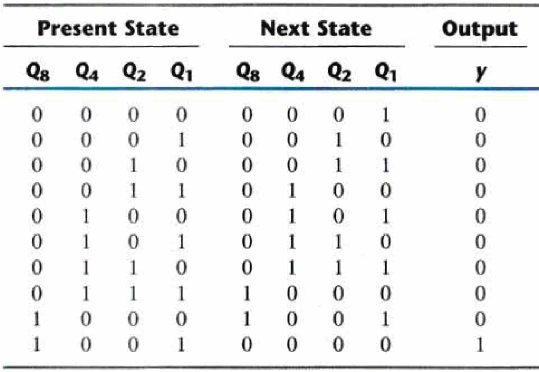 Present State Next State Output
Q8 Q4 Q2 Q1 Q8 Q4 Q2 Q1 y
0 0 0 0 0 0 0 1 0
0 0 0 1 0 0 1 0 0
0 0 1 0 0 0 1 1 0
0 0 1 1 0 1 0 0 0
0 1 0 0 0 1 0 1 0
0 1 0 1 0 1 1 0 0
0 1 1 0 0 1 1 1 0
0 1 1 1 1 0 0 0 0
1 0 0 0 1 0 0 1 0
1 0 0 1 0 0 0 0 1